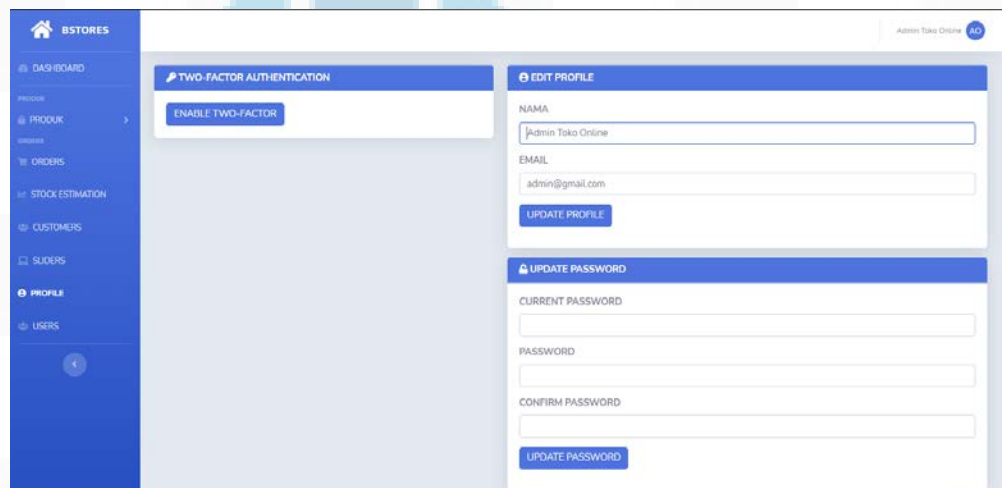 BSTORES
Admin Toko Online AO
DASHBOARD
PRODUK
PRODUK
ORDERS
ORDERS
STOCK ESTIMATION
CUSTOMERS
SLIDERS
PROFILE
USERS
TWO-FACTOR AUTHENTICATION
ENABLE TWO-FACTOR
EDIT PROFILE
NAMA
Admin Toko Online
EMAIL
admin@gmail.com
UPDATE PROFILE
UPDATE PASSWORD
CURRENT PASSWORD
PASSWORD
CONFIRM PASSWORD
UPDATE PASSWORD